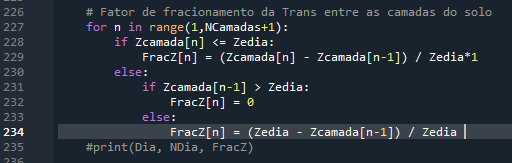 226 # Fator de fracionamento da Trans entre as camadas do solo
227 for n in range(1,NCamadas+1):
228 if Zcamada[n] <= Zedia:
229 FracZ[n] = (Zcamada[n] - Zcamada[n-1]) / Zedia*1
230 else:
231 if Zcamada[n-1] > Zedia:
232 FracZ[n] = 0
233 else:
234 FracZ[n] = (Zedia - Zcamada[n-1]) / Zedia
235 #print(Dia, NDia, FracZ)